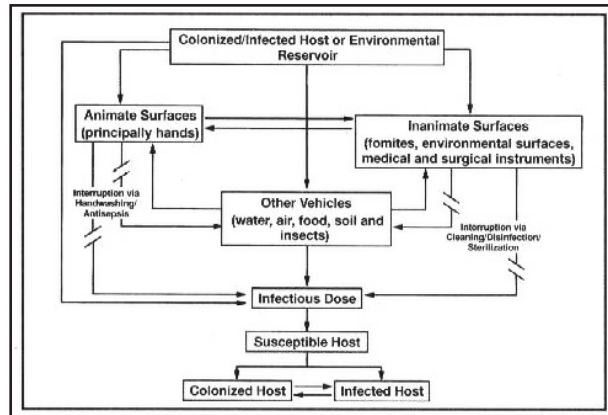 Colonized/Infected Host or Environmental
Reservoir
Animate Surfaces
(principally hands)
Inanimate Surfaces
(fomites, environmental surfaces,
medical and surgical instruments)
Interruption via
Handwashing/
Antisepsis
Other Vehicles
(water, air, food, soil and
insects)
Interruption via
Cleaning/Disinfection/
Sterilization
Infectious Dose
Susceptible Host
Colonized Host
Infected Host